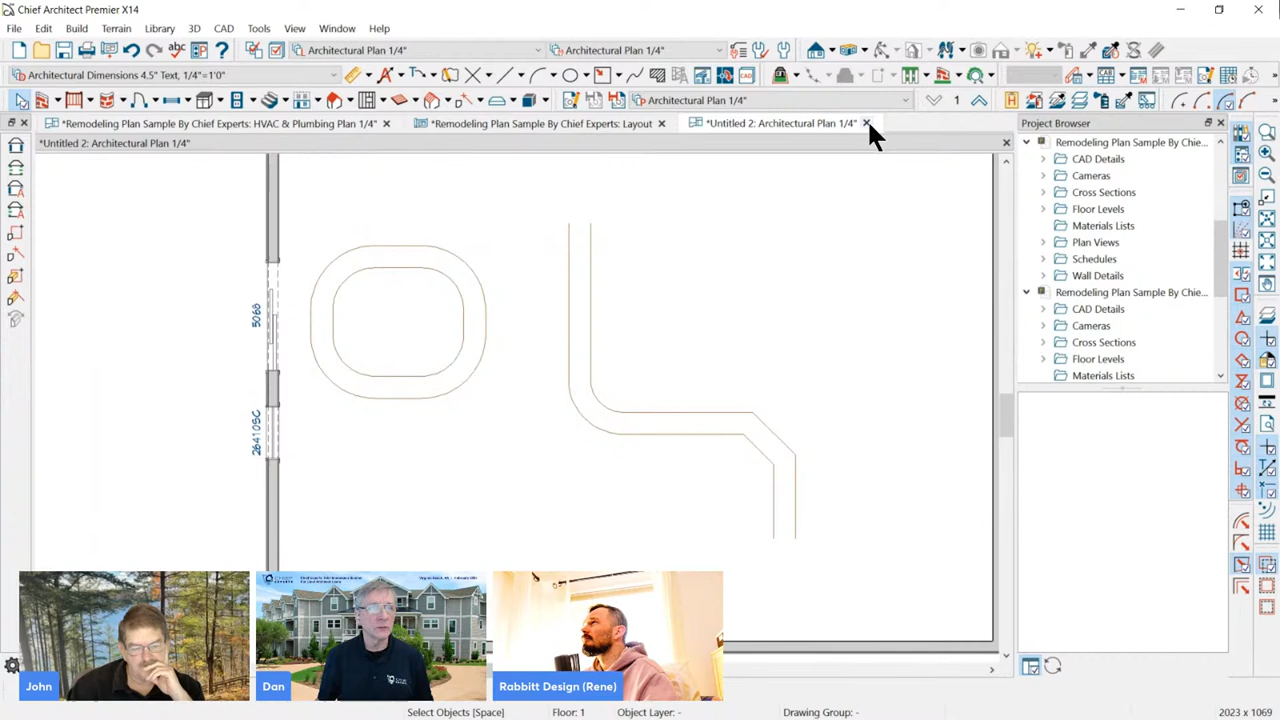 Chief Architect Premier X14
File Edit Build Terrain Library 3D CAD Tools View Window Help
Architectural Plan 1/4" Architectural Plan 1/4"
Architectural Dimensions 4.5" Text, 1/4"=1'0"
Architectural Plan 1/4" 1
*Remodeling Plan Sample By Chief Experts: HVAC & Plumbing Plan 1/4" *Remodeling Plan Sample By Chief Experts: Layout *Untitled 2: Architectural Plan 1/4"
*Untitled 2: Architectural Plan 1/4"
Project Browser
Remodeling Plan Sample By Chie...
CAD Details
Cameras
Cross Sections
Floor Levels
Materials Lists
Plan Views
Schedules
Wall Details
Remodeling Plan Sample By Chie...
CAD Details
Cameras
Cross Sections
Floor Levels
Materials Lists
5068
264105C
John
Dan
Rabbitt Design (Rene)
Select Objects [Space] Floor: 1 Object Layer: - Drawing Group: - 2023 x 1069